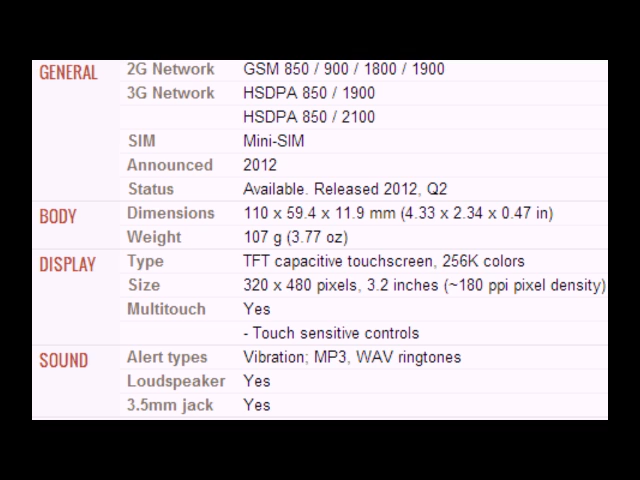 GENERAL 2G Network GSM 850 / 900 / 1800 / 1900
3G Network HSDPA 850 / 1900
HSDPA 850 / 2100
SIM Mini-SIM
Announced 2012
Status Available. Released 2012, Q2
BODY Dimensions 110 x 59.4 x 11.9 mm (4.33 x 2.34 x 0.47 in)
Weight 107 g (3.77 oz)
DISPLAY Type TFT capacitive touchscreen, 256K colors
Size 320 x 480 pixels, 3.2 inches (~180 ppi pixel density)
Multitouch Yes
- Touch sensitive controls
SOUND Alert types Vibration; MP3, WAV ringtones
Loudspeaker Yes
3.5mm jack Yes